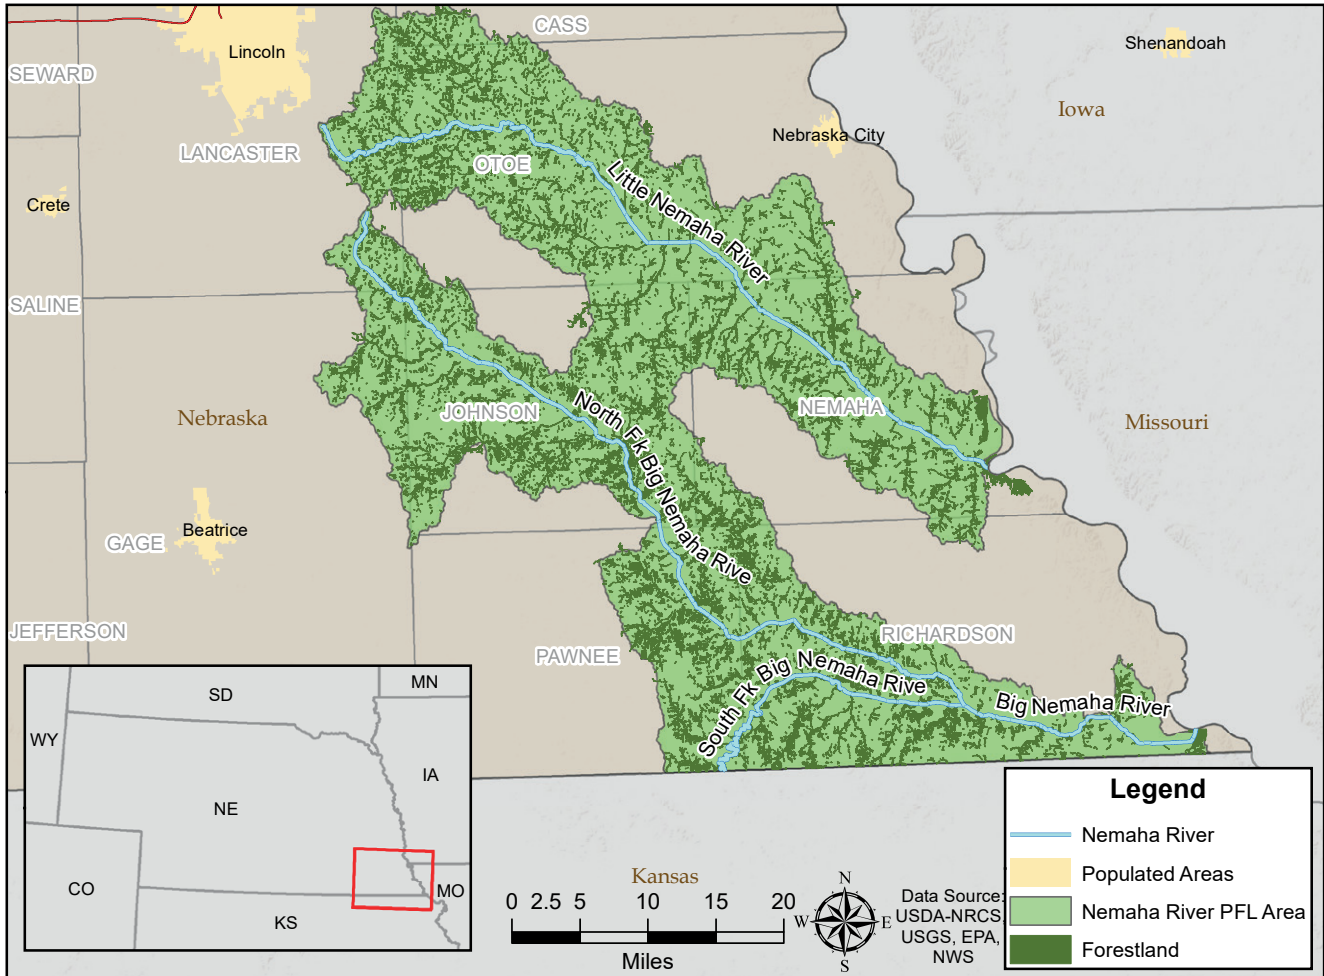 CASS
Lincoln
Shenandoah
SEWARD
Iowa
Nebraska City
LANCASTER
OTOE
Little Nemaha River
Crete
SALINE
Nebraska
JOHNSON
NEMAHA
Missouri
North Fk Big Nemaha Rive
Beatrice
GAGE
JEFFERSON
PAWNEE
RICHARDSON
South Fk Big Nemaha Rive
Big Nemaha River
SD
MN
WY
IA
NE
CO
MO
KS
Kansas
0 2.5 5 10 15 20
Miles
N
W E
S
Data Source:
USDA-NRCS,
USGS, EPA,
NWS
Legend
Nemaha River
Populated Areas
Nemaha River PFL Area
Forestland